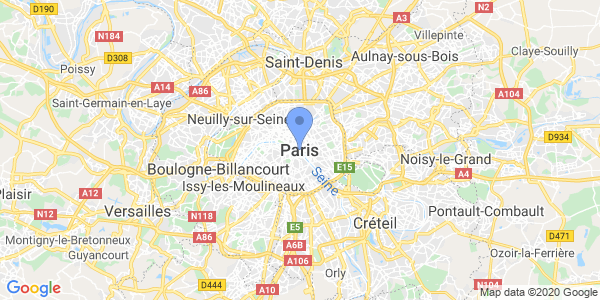 D190
N2
A3
Villepinte
N184
Claye-Souilly
Poissy
D308
Saint-Denis
Aulnay-sous-Bois
A14
A86
A104
Saint-Germain-en-Laye
Neuilly-sur-Seine
D934
Paris
E15
Noisy-le-Grand
Boulogne-Billancourt
A4
Plaisir
A12
Issy-les-Moulineaux
Seine
N12
Versailles
N118
Créteil
Pontault-Combault
E5
A86
D471
Montigny-le-Bretonneux
A6B
Guyancourt
Ozoir-la-Ferrière
A106
Orly
Google
D444
A10
N104
Map data ©2020 Google